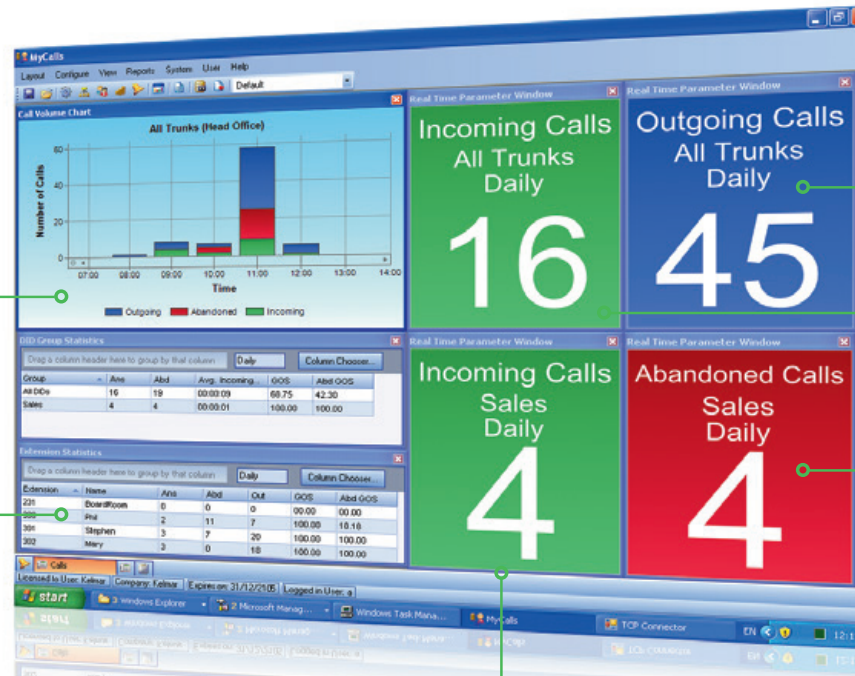 MyCalls
Layout Configure View Reports System User Help
Default
Call Volume Chart
All Trunks (Head Office)
Number of Calls
60
40
20
0
07:00 08:00 09:00 10:00 11:00 12:00 13:00 14:00
Time
Outgoing Abandoned Incoming
Real Time Parameter Window
Incoming Calls
All Trunks
Daily
16
Real Time Parameter Window
Outgoing Calls
All Trunks
Daily
45
DID Group Statistics
Drag a column header here to group by that column Daily Column Chooser...
Group Ans Abd Avg. Incoming... GOS Abd GOS
All DIDs 16 19 00:00:09 68.75 42.30
Sales 4 4 00:00:01 100.00 100.00
Extension Statistics
Drag a column header here to group by that column Daily Column Chooser...
Extension Name Ans Abd Out GOS Abd GOS
231 BoardRoom 0 0 0 00.00 00.00
Phil 2 11 7 100.00 18.18
301 Stephen 3 7 20 100.00 100.00
302 Mary 3 0 18 100.00 100.00
Real Time Parameter Window
Incoming Calls
Sales
Daily
4
Real Time Parameter Window
Abandoned Calls
Sales
Daily
4
Calls
Licensed to User: Kelmar Company: Kelmar Expires on: 31/12/2105 Logged in User: a
start 3 Windows Explorer 2 Microsoft Manag... Windows Task Mana... MyCalls TCP Connector EN